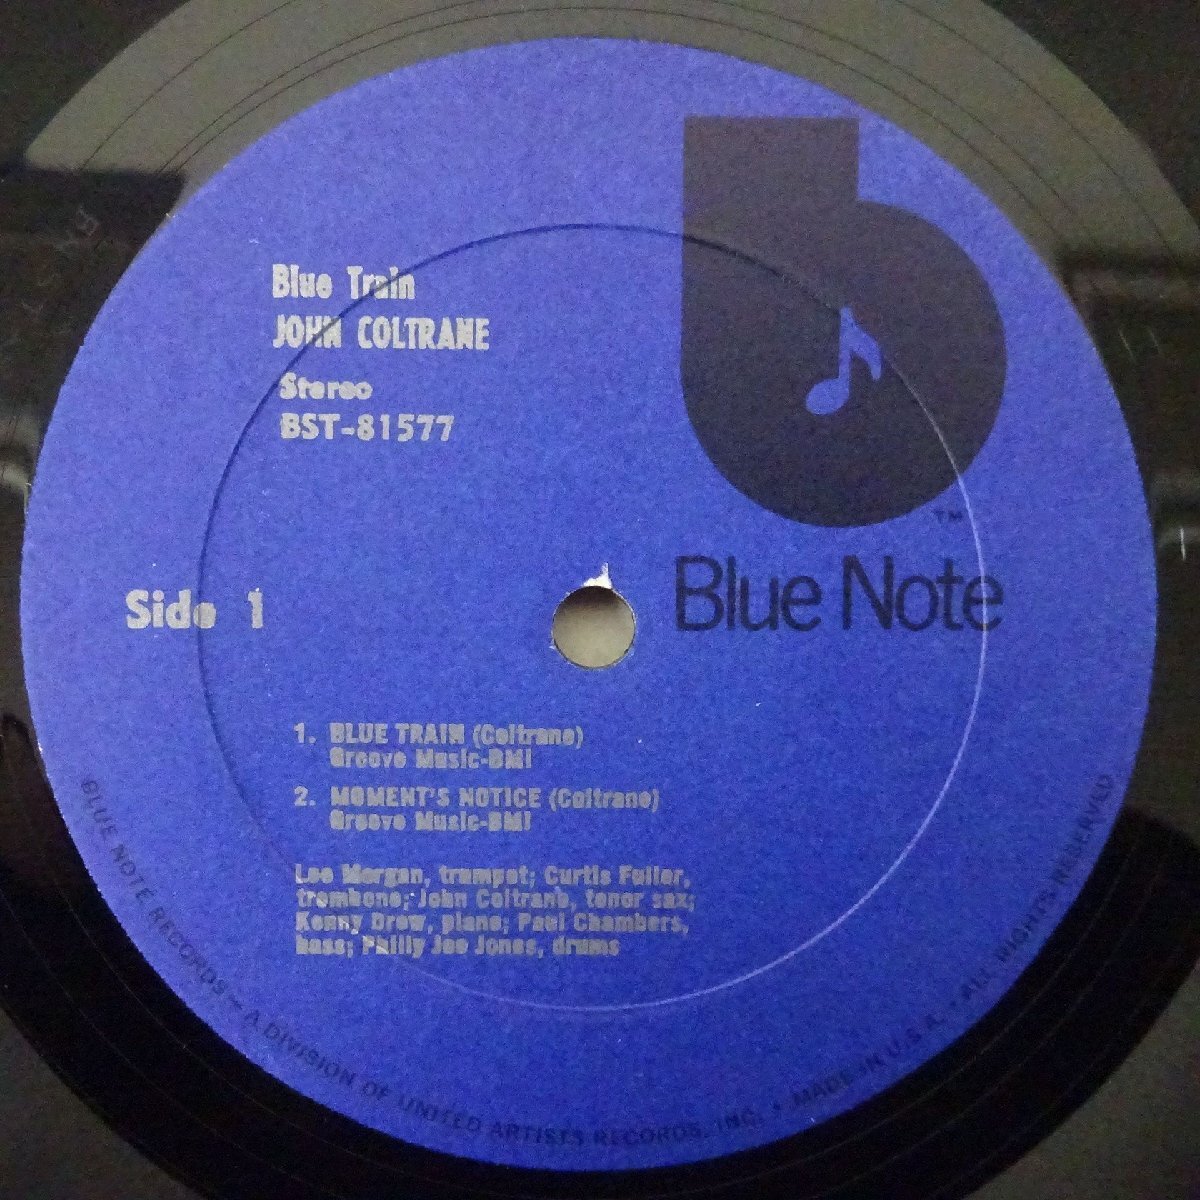 Blue Train
JOHN COLTRANE
Stereo
BST-81577
TM
Blue Note
Side 1
1. BLUE TRAIN (Coltrane)
Groove Music-BMI
2. MOMENT'S NOTICE (Coltrane)
Groove Music-BMI
Lee Morgan, trumpet; Curtis Fuller,
trombone; John Coltrane, tenor sax;
Kenny Drew, piano; Paul Chambers,
bass; Philly Joe Jones, drums
BLUE NOTE RECORDS — A DIVISION OF UNITED ARTISTS RECORDS, INC. • MADE IN U.S.A. • ALL RIGHTS RESERVED